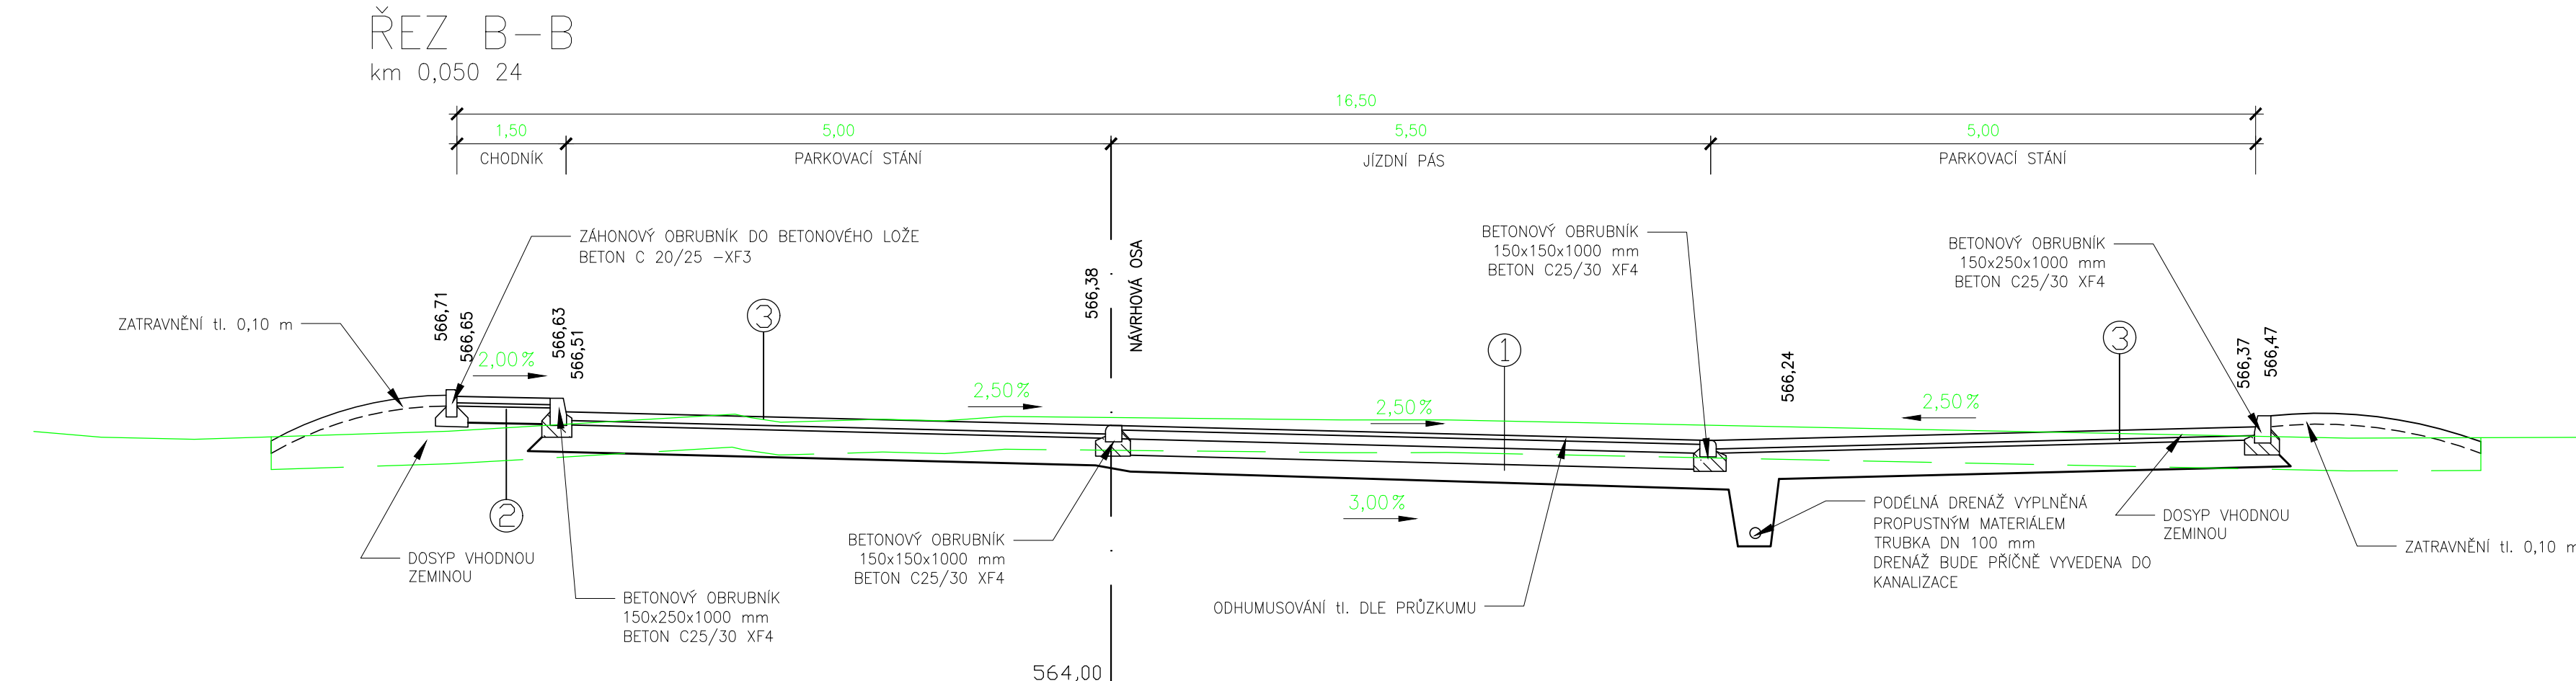 ŘEZ B-B
km 0,050 24
16,50
1,50
5,00
5,50
5,00
CHODNÍK
PARKOVACÍ STÁNÍ
JÍZDNÍ PÁS
PARKOVACÍ STÁNÍ
ZÁHONOVÝ OBRUBNÍK DO BETONOVÉHO LOŽE
BETON C 20/25 -XF3
BETONOVÝ OBRUBNÍK
150x150x1000 mm
BETON C25/30 XF4
BETONOVÝ OBRUBNÍK
150x250x1000 mm
BETON C25/30 XF4
ZATRAVNĚNÍ tl. 0,10 m
566,71
566,65
566,63
566,51
566,38
NÁVRHOVÁ OSA
566,24
566,37
566,47
3
1
3
2,00%
2,50%
2,50%
2,50%
3,00%
2
DOSYP VHODNOU
ZEMINOU
BETONOVÝ OBRUBNÍK
150x250x1000 mm
BETON C25/30 XF4
BETONOVÝ OBRUBNÍK
150x150x1000 mm
BETON C25/30 XF4
ODHUMUSOVÁNÍ tl. DLE PRŮZKUMU
PODÉLNÁ DRENÁŽ VYPLNĚNÁ
PROPUSTNÝM MATERIÁLEM
TRUBKA DN 100 mm
DRENÁŽ BUDE PŘÍČNĚ VYVEDENA DO
KANALIZACE
DOSYP VHODNOU
ZEMINOU
ZATRAVNĚNÍ tl. 0,10 m
564,00